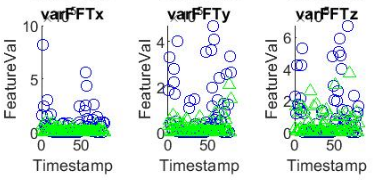 varFFTx
varFFTy
varFFTz
FeatureVal
10
5
0
0
50
Timestamp
FeatureVal
4
2
0
0
50
Timestamp
FeatureVal
6
4
2
0
0
50
Timestamp